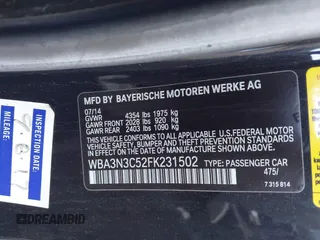 MFD BY BAYERISCHE MOTOREN WERKE AG
07/14
GVWR 4354 lbs 1975 kg
GAWR FRONT 2028 lbs 920 kg
GAWR REAR 2403 lbs 1090 kg
THIS VEHICLE CONFORMS TO ALL APPLICABLE U.S.FEDERAL
MOTOR VEHICLE SAFETY, BUMPER, AND THEFT PREVENTION
STANDARDS IN EFFECT ON THE DATE OF MANUFACTURE
SHOWN ABOVE.
WBA3N3C52FK231502 TYPE: PASSENGER CAR
475/
7 315 814
MILEAGE:
DREAMBID